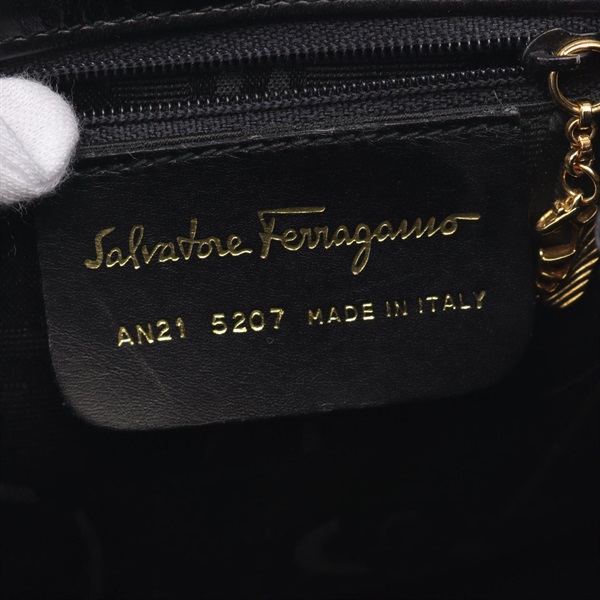 Salvatore Ferragamo
AN21 5207 MADE IN ITALY